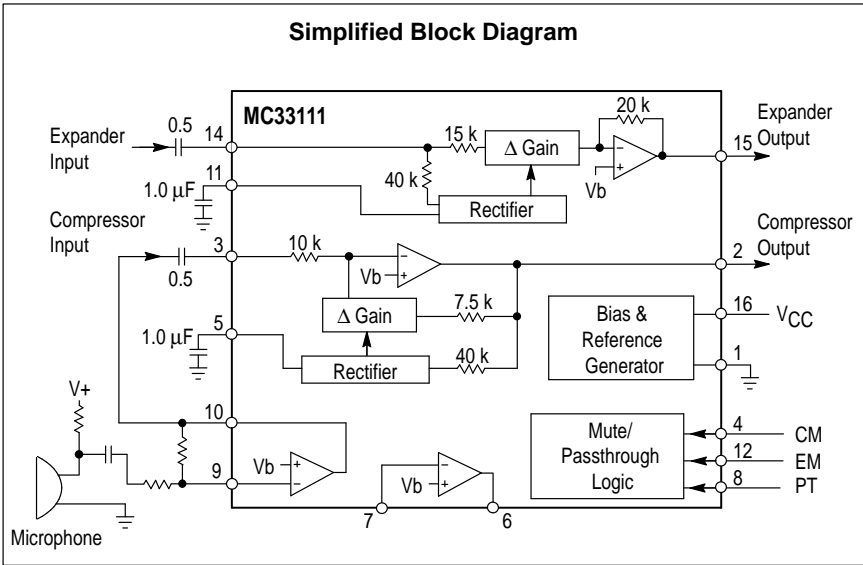 Simplified Block Diagram
MC33111
Expander
Input
0.5
14
15 k
Δ Gain
20 k
–
+
Vb
15
Expander
Output
11
1.0 μF
40 k
Rectifier
Compressor
Input
3
0.5
10 k
–
+
Vb
2
Compressor
Output
Δ Gain
7.5 k
5
1.0 μF
Rectifier
40 k
Bias &
Reference
Generator
16
VCC
1
V+
10
9
Vb
+
–
–
+
Vb
7
6
Mute/
Passthrough
Logic
4
CM
12
EM
8
PT
Microphone